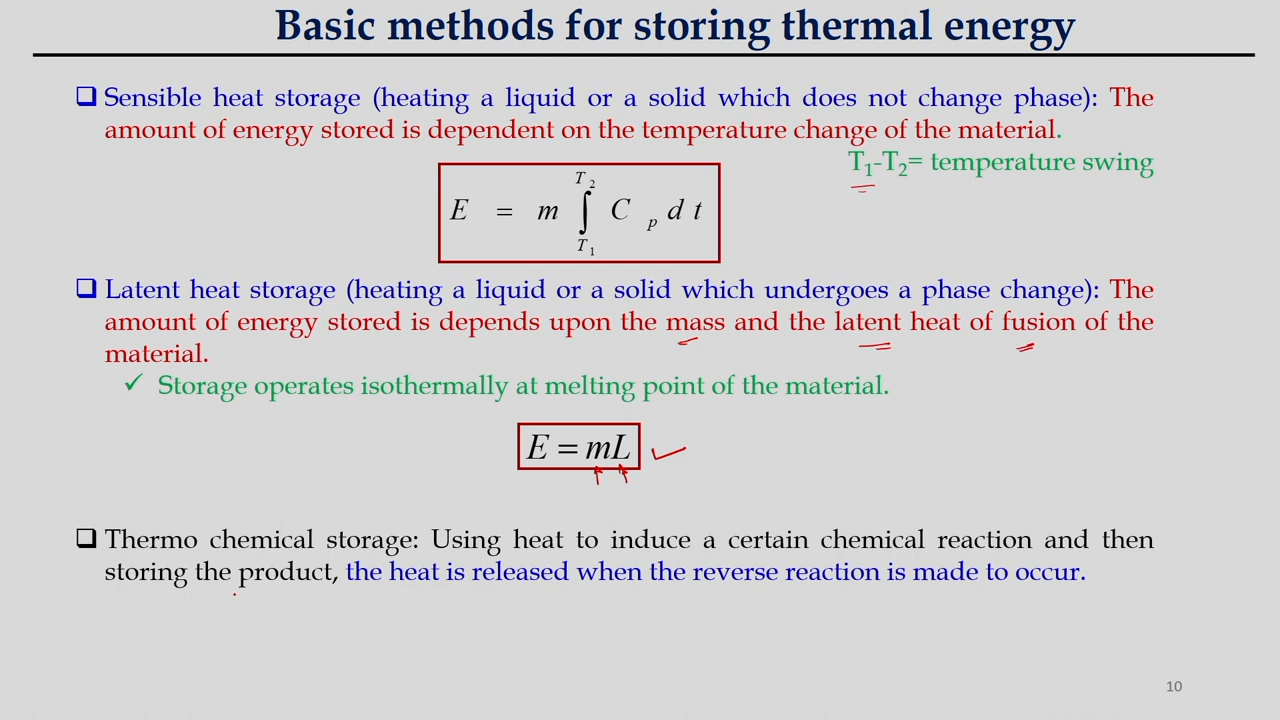 Basic methods for storing thermal energy
❑ Sensible heat storage (heating a liquid or a solid which does not change phase): The
amount of energy stored is dependent on the temperature change of the material.
T₁-T₂= temperature swing
E = m ∫_{T₁}^{T₂} C_p d t
❑ Latent heat storage (heating a liquid or a solid which undergoes a phase change): The
amount of energy stored is depends upon the mass and the latent heat of fusion of the
material.
✓ Storage operates isothermally at melting point of the material.
E = mL
❑ Thermo chemical storage: Using heat to induce a certain chemical reaction and then
storing the product, the heat is released when the reverse reaction is made to occur.
10